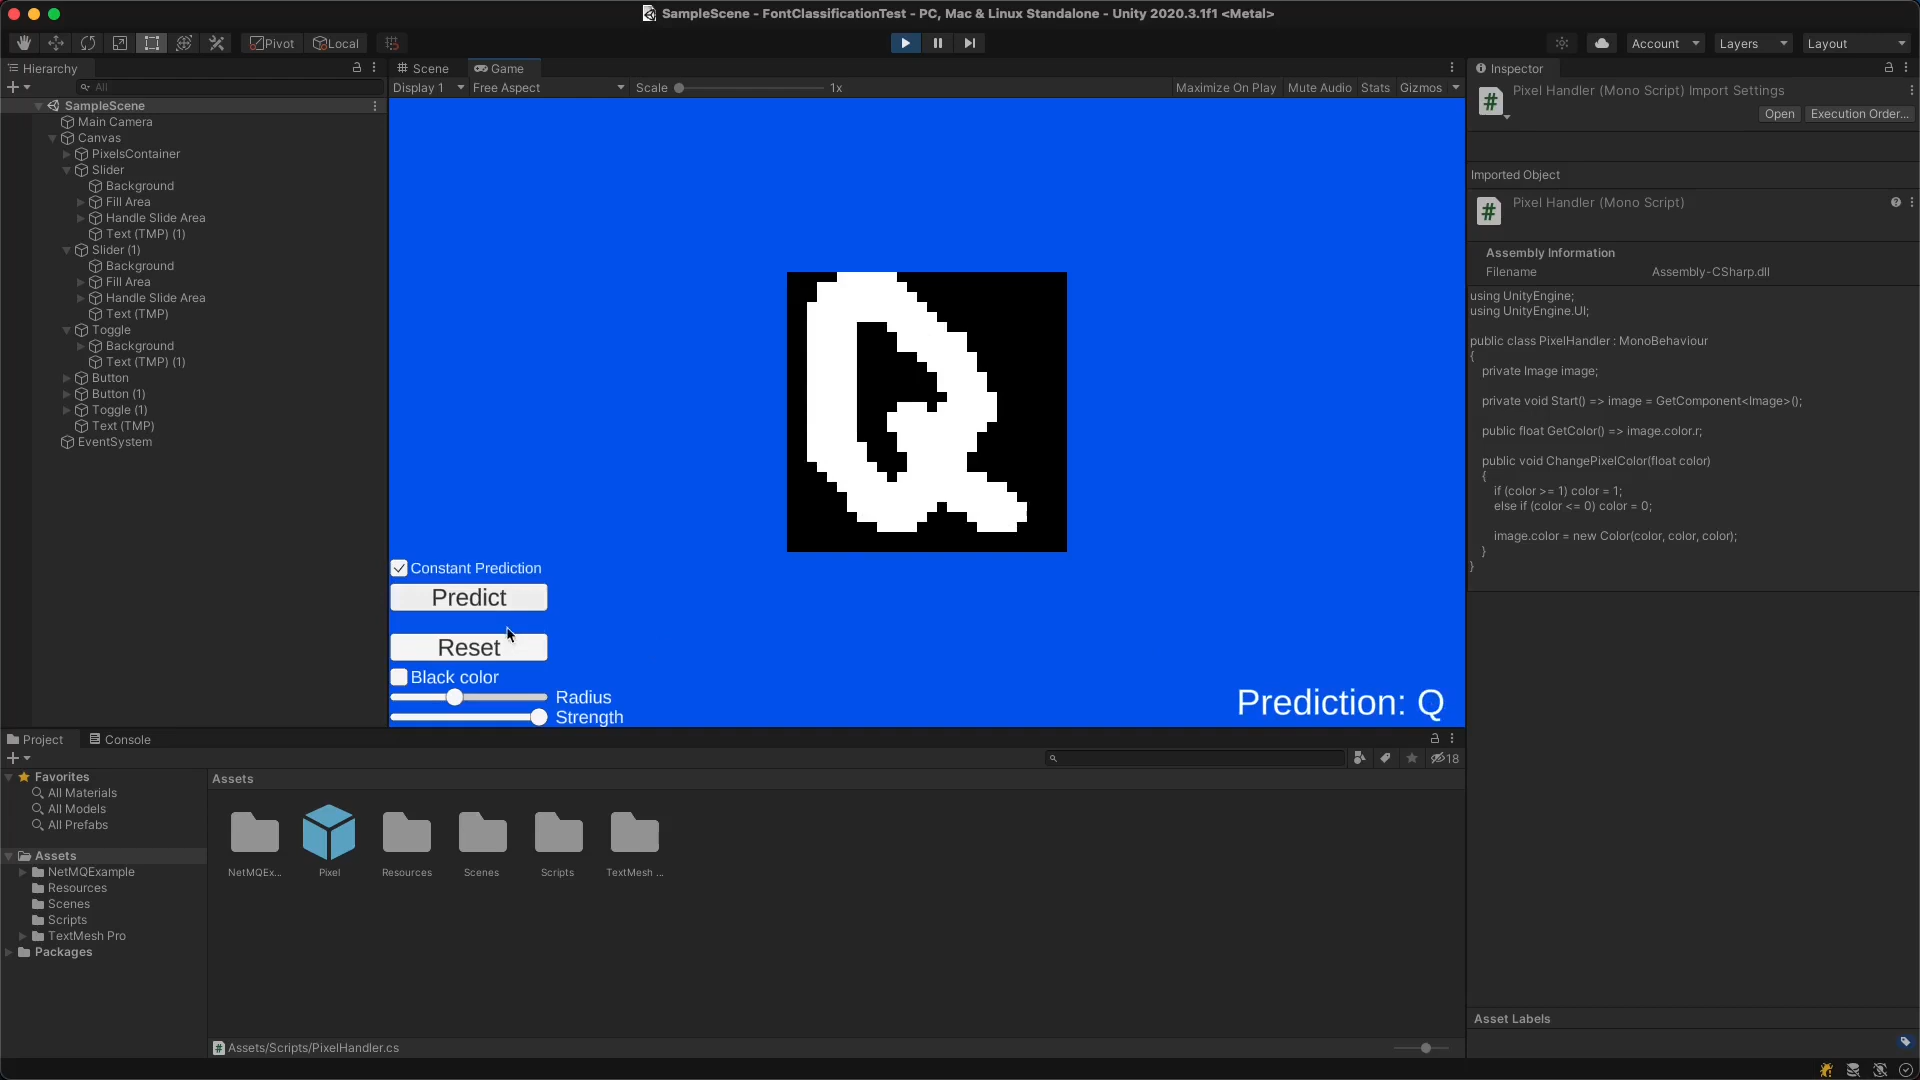 SampleScene - FontClassificationTest - PC, Mac & Linux Standalone - Unity 2020.3.1f1 <Metal>
Pivot
Local
Account
Layers
Layout
Hierarchy
All
SampleScene
Main Camera
Canvas
PixelsContainer
Slider
Background
Fill Area
Handle Slide Area
Text (TMP) (1)
Slider (1)
Background
Fill Area
Handle Slide Area
Text (TMP)
Toggle
Background
Text (TMP) (1)
Button
Button (1)
Toggle (1)
Text (TMP)
EventSystem
Scene
Game
Display 1
Free Aspect
Scale
1x
Maximize On Play
Mute Audio
Stats
Gizmos
Q
Constant Prediction
Predict
Reset
Black color
Radius
Strength
Prediction: Q
Inspector
Pixel Handler (Mono Script) Import Settings
Open
Execution Order...
Imported Object
Pixel Handler (Mono Script)
Assembly Information
Filename Assembly-CSharp.dll
using UnityEngine;
using UnityEngine.UI;
public class PixelHandler : MonoBehaviour
{
private Image image;
private void Start() => image = GetComponent<Image>();
public float GetColor() => image.color.r;
public void ChangePixelColor(float color)
{
if (color >= 1) color = 1;
else if (color <= 0) color = 0;
image.color = new Color(color, color, color);
}
}
Asset Labels
Project
Console
18
Favorites
All Materials
All Models
All Prefabs
Assets
NetMQExample
Resources
Scenes
Scripts
TextMesh Pro
Packages
Assets
NetMQEx...
Pixel
Resources
Scenes
Scripts
TextMesh ...
Assets/Scripts/PixelHandler.cs